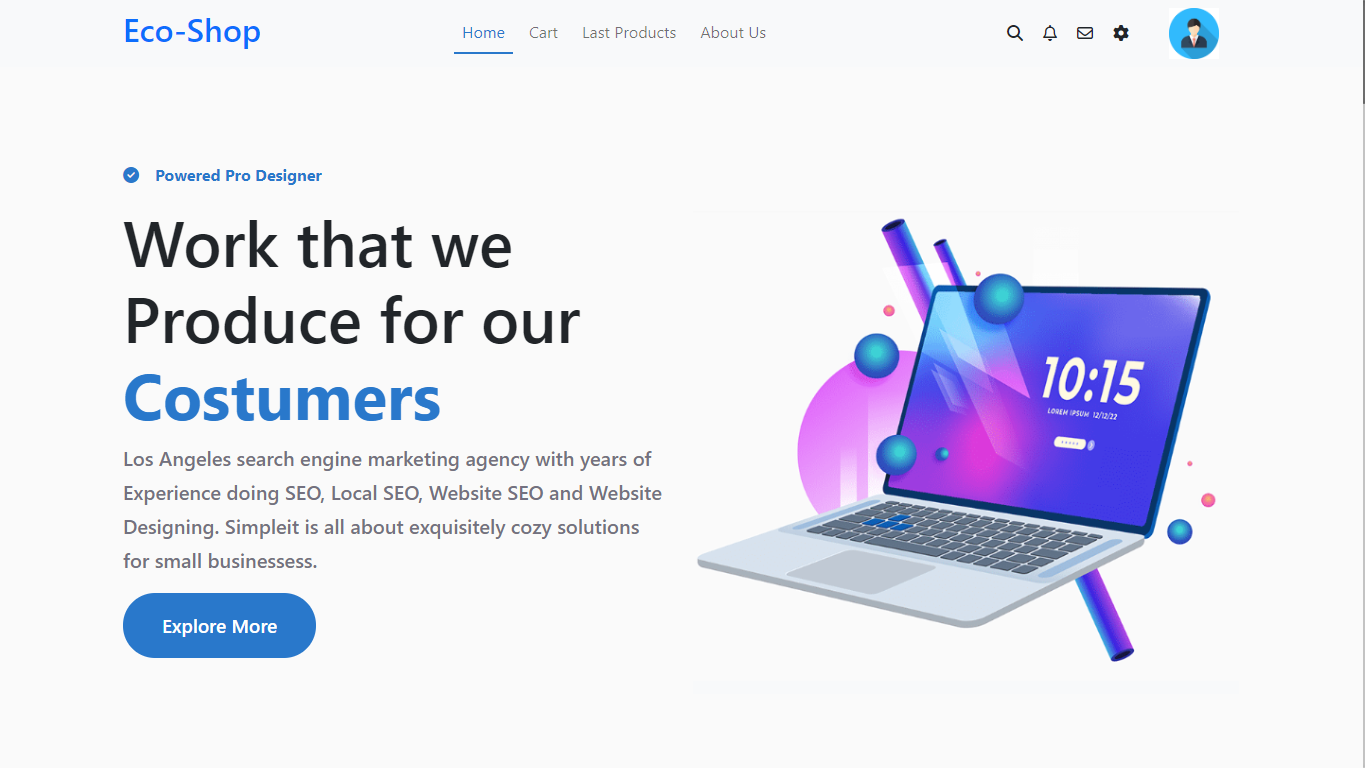 Eco-Shop
Home
Cart
Last Products
About Us
Powered Pro Designer
Work that we
Produce for our
Costumers
Los Angeles search engine marketing agency with years of
Experience doing SEO, Local SEO, Website SEO and Website
Designing. Simpleit is all about exquisitely cozy solutions
for small businessess.
Explore More
10:15
LOREM IPSUM 12/12/22